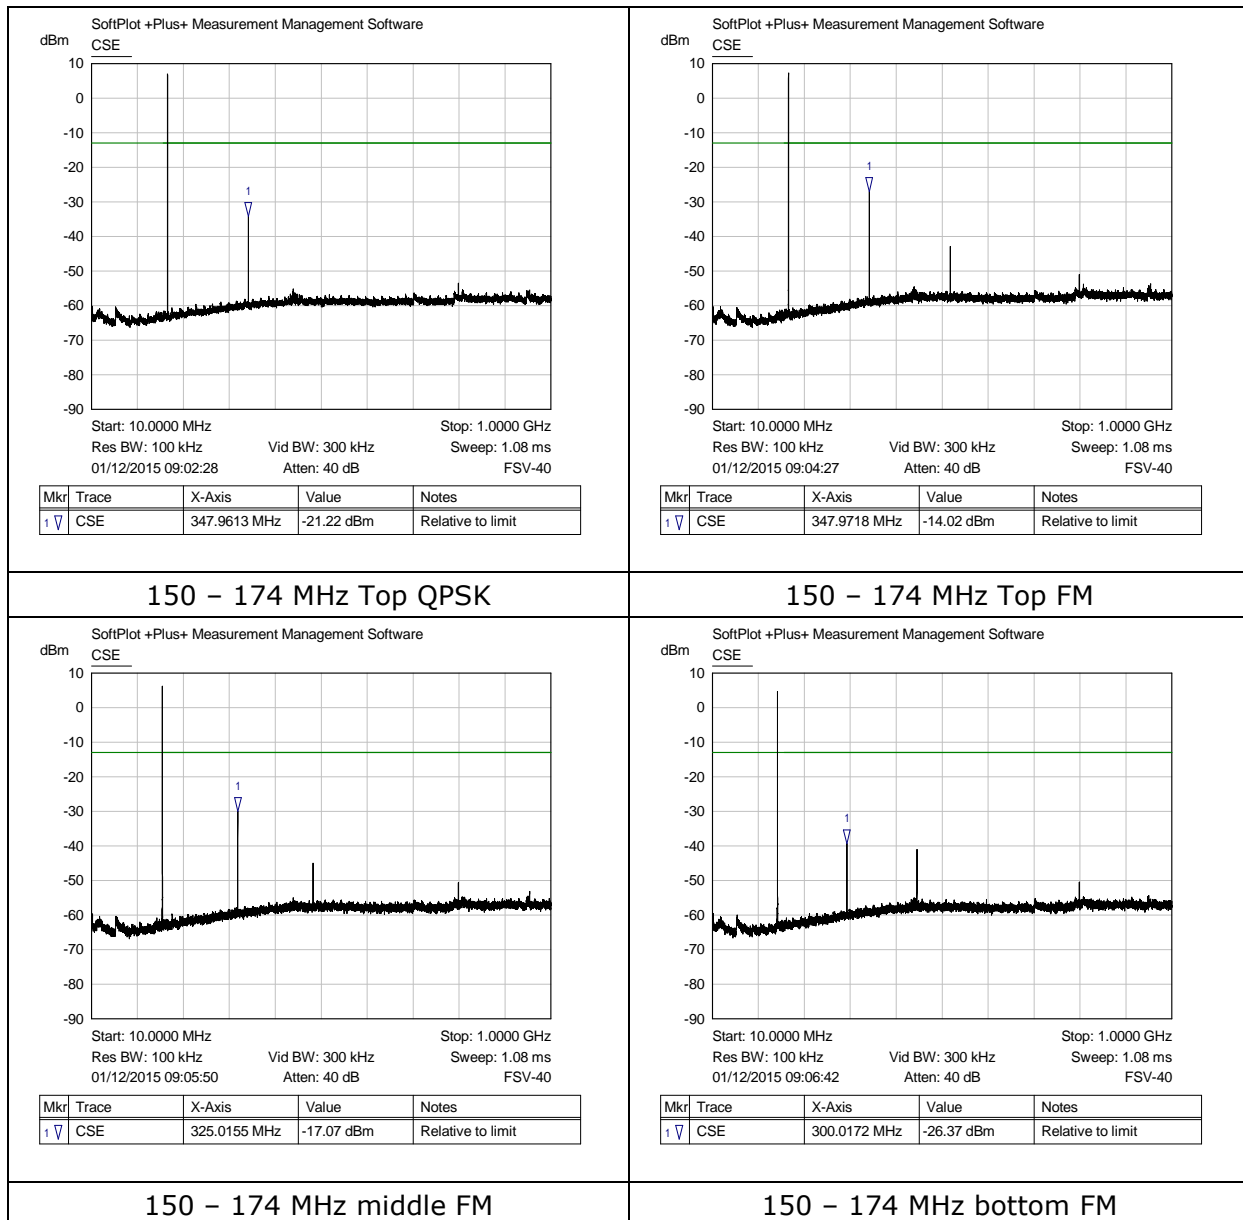 SoftPlot +Plus+ Measurement Management Software
dBm
CSE
10
0
-10
-20
-30
-40
-50
-60
-70
-80
-90
1
Start: 10.0000 MHz Stop: 1.0000 GHz
Res BW: 100 kHz Vid BW: 300 kHz Sweep: 1.08 ms
01/12/2015 09:02:28 Atten: 40 dB FSV-40
Mkr Trace X-Axis Value Notes
1 ▽ CSE 347.9613 MHz -21.22 dBm Relative to limit
150 – 174 MHz Top QPSK
SoftPlot +Plus+ Measurement Management Software
dBm
CSE
10
0
-10
-20
-30
-40
-50
-60
-70
-80
-90
1
Start: 10.0000 MHz Stop: 1.0000 GHz
Res BW: 100 kHz Vid BW: 300 kHz Sweep: 1.08 ms
01/12/2015 09:04:27 Atten: 40 dB FSV-40
Mkr Trace X-Axis Value Notes
1 ▽ CSE 347.9718 MHz -14.02 dBm Relative to limit
150 – 174 MHz Top FM
SoftPlot +Plus+ Measurement Management Software
dBm
CSE
10
0
-10
-20
-30
-40
-50
-60
-70
-80
-90
1
Start: 10.0000 MHz Stop: 1.0000 GHz
Res BW: 100 kHz Vid BW: 300 kHz Sweep: 1.08 ms
01/12/2015 09:05:50 Atten: 40 dB FSV-40
Mkr Trace X-Axis Value Notes
1 ▽ CSE 325.0155 MHz -17.07 dBm Relative to limit
150 – 174 MHz middle FM
SoftPlot +Plus+ Measurement Management Software
dBm
CSE
10
0
-10
-20
-30
-40
-50
-60
-70
-80
-90
1
Start: 10.0000 MHz Stop: 1.0000 GHz
Res BW: 100 kHz Vid BW: 300 kHz Sweep: 1.08 ms
01/12/2015 09:06:42 Atten: 40 dB FSV-40
Mkr Trace X-Axis Value Notes
1 ▽ CSE 300.0172 MHz -26.37 dBm Relative to limit
150 – 174 MHz bottom FM